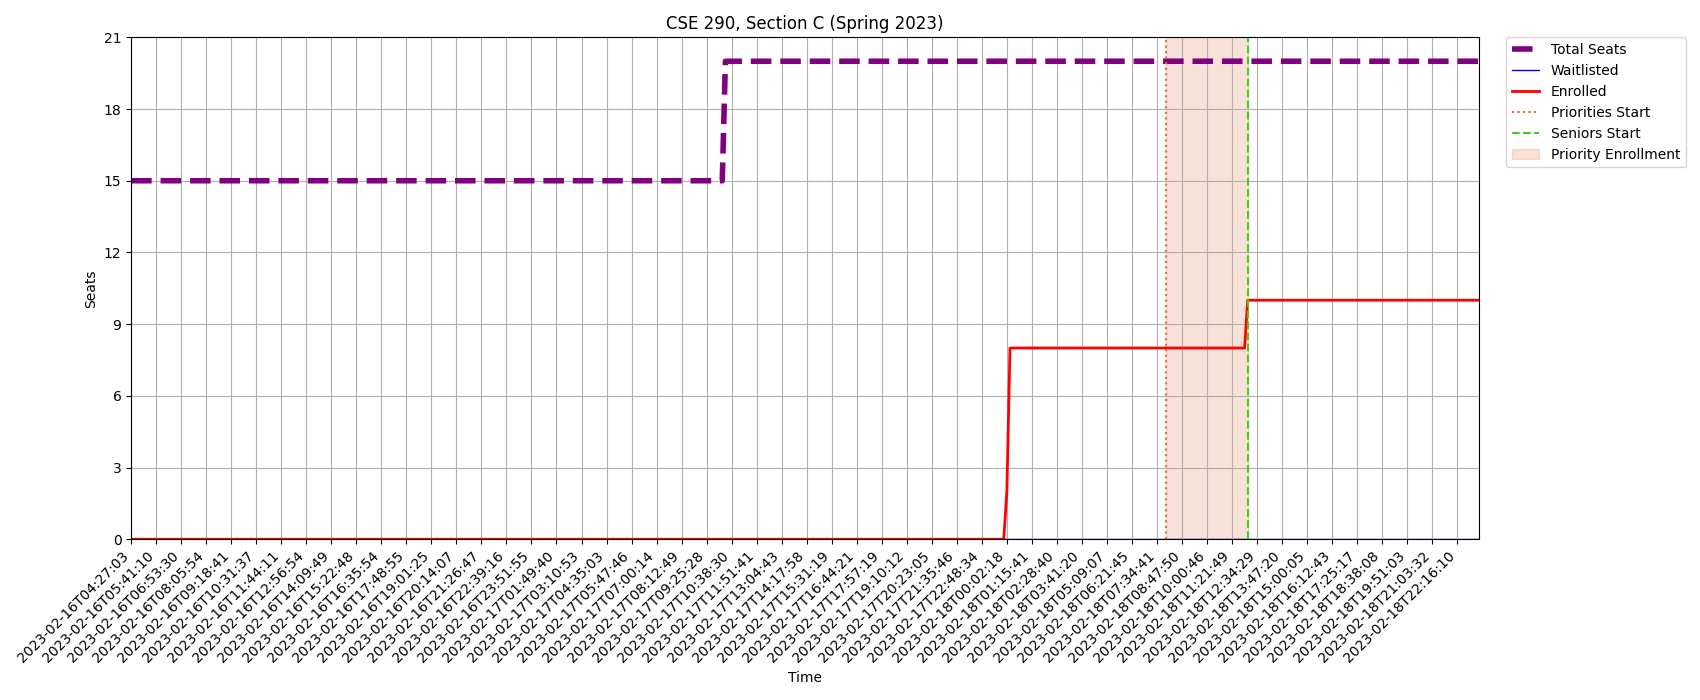 CSE 290, Section C (Spring 2023)
21
18
15
12
9
6
3
0
Seats
2023-02-16T04:27:03
2023-02-16T05:41:10
2023-02-16T06:53:30
2023-02-16T08:05:54
2023-02-16T09:18:41
2023-02-16T10:31:37
2023-02-16T11:44:11
2023-02-16T12:56:54
2023-02-16T14:09:49
2023-02-16T15:22:48
2023-02-16T16:35:54
2023-02-16T17:48:55
2023-02-16T19:01:25
2023-02-16T20:14:07
2023-02-16T21:26:47
2023-02-16T22:39:16
2023-02-16T23:51:55
2023-02-17T01:49:40
2023-02-17T03:10:53
2023-02-17T04:35:03
2023-02-17T05:47:46
2023-02-17T07:00:14
2023-02-17T08:12:49
2023-02-17T09:25:28
2023-02-17T10:38:30
2023-02-17T11:51:41
2023-02-17T13:04:43
2023-02-17T14:17:58
2023-02-17T15:31:19
2023-02-17T16:44:21
2023-02-17T17:57:19
2023-02-17T19:10:12
2023-02-17T20:23:05
2023-02-17T21:35:46
2023-02-17T22:48:34
2023-02-18T00:02:18
2023-02-18T01:15:41
2023-02-18T02:28:40
2023-02-18T03:41:20
2023-02-18T05:09:07
2023-02-18T06:21:45
2023-02-18T07:34:41
2023-02-18T08:47:50
2023-02-18T10:00:46
2023-02-18T11:21:49
2023-02-18T12:34:29
2023-02-18T13:47:20
2023-02-18T15:00:05
2023-02-18T16:12:43
2023-02-18T17:25:17
2023-02-18T18:38:08
2023-02-18T19:51:03
2023-02-18T21:03:32
2023-02-18T22:16:10
Time
Total Seats
Waitlisted
Enrolled
Priorities Start
Seniors Start
Priority Enrollment